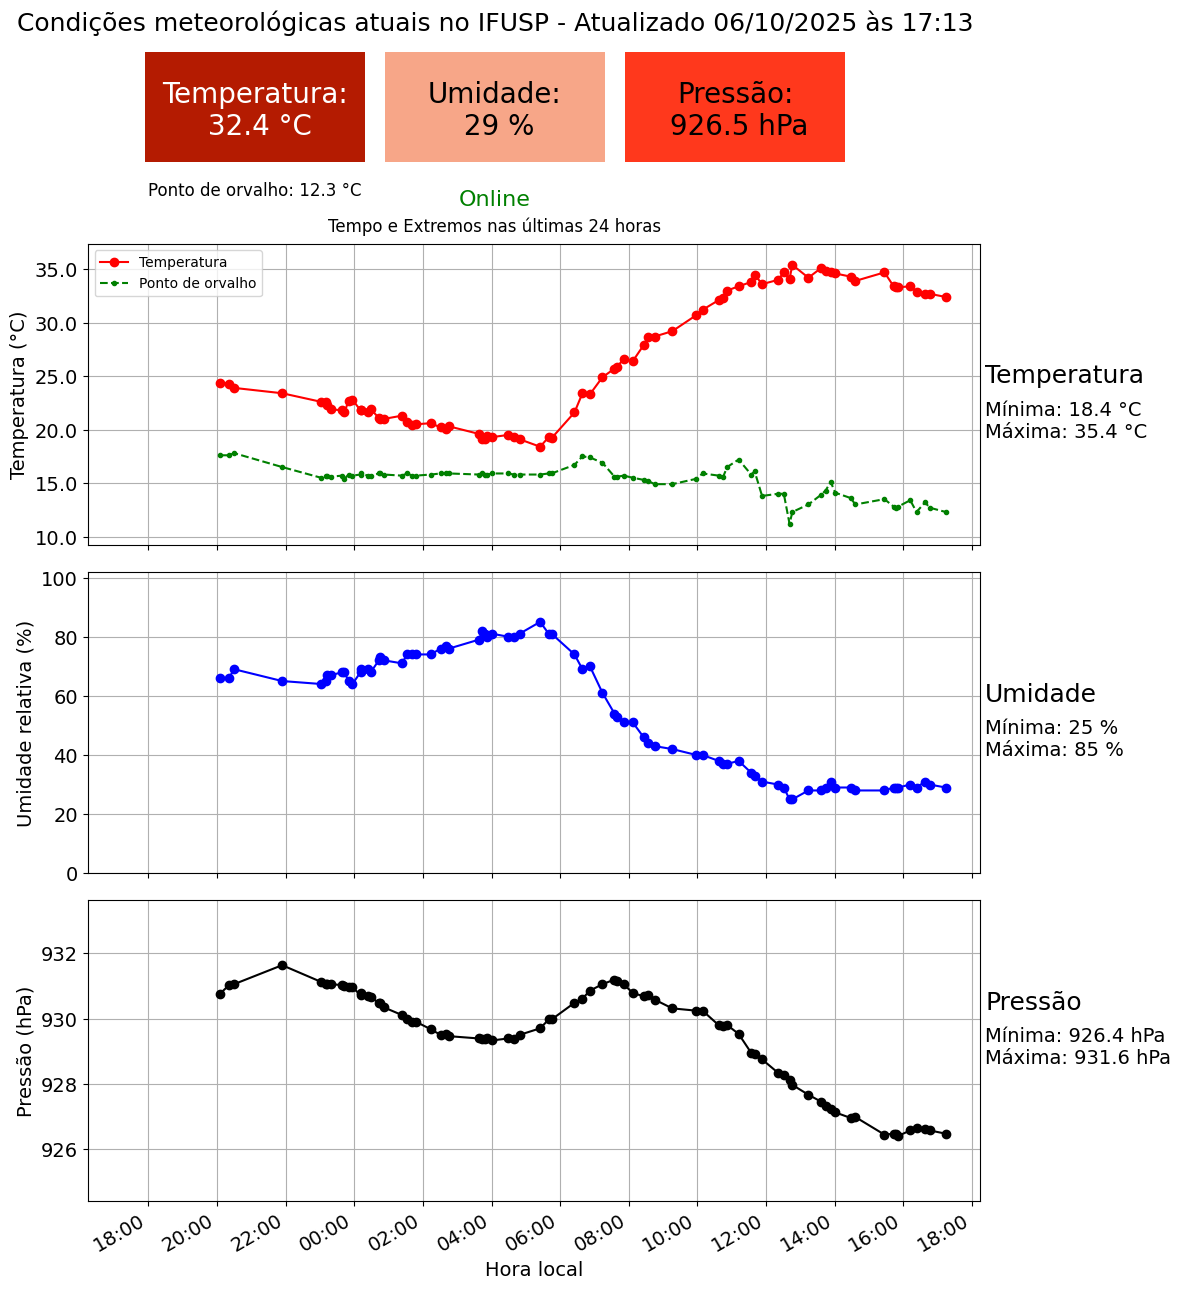 Condições meteorológicas atuais no IFUSP - Atualizado 06/10/2025 às 17:13
Temperatura:
32.4 °C
Umidade:
29 %
Pressão:
926.5 hPa
Ponto de orvalho: 12.3 °C
Online
Tempo e Extremos nas últimas 24 horas
Temperatura
Ponto de orvalho
Temperatura (°C)
35.0
30.0
25.0
20.0
15.0
10.0
Temperatura
Mínima: 18.4 °C
Máxima: 35.4 °C
Umidade relativa (%)
100
80
60
40
20
0
Umidade
Mínima: 25 %
Máxima: 85 %
Pressão (hPa)
932
930
928
926
Pressão
Mínima: 926.4 hPa
Máxima: 931.6 hPa
18:00
20:00
22:00
00:00
02:00
04:00
06:00
08:00
10:00
12:00
14:00
16:00
18:00
Hora local